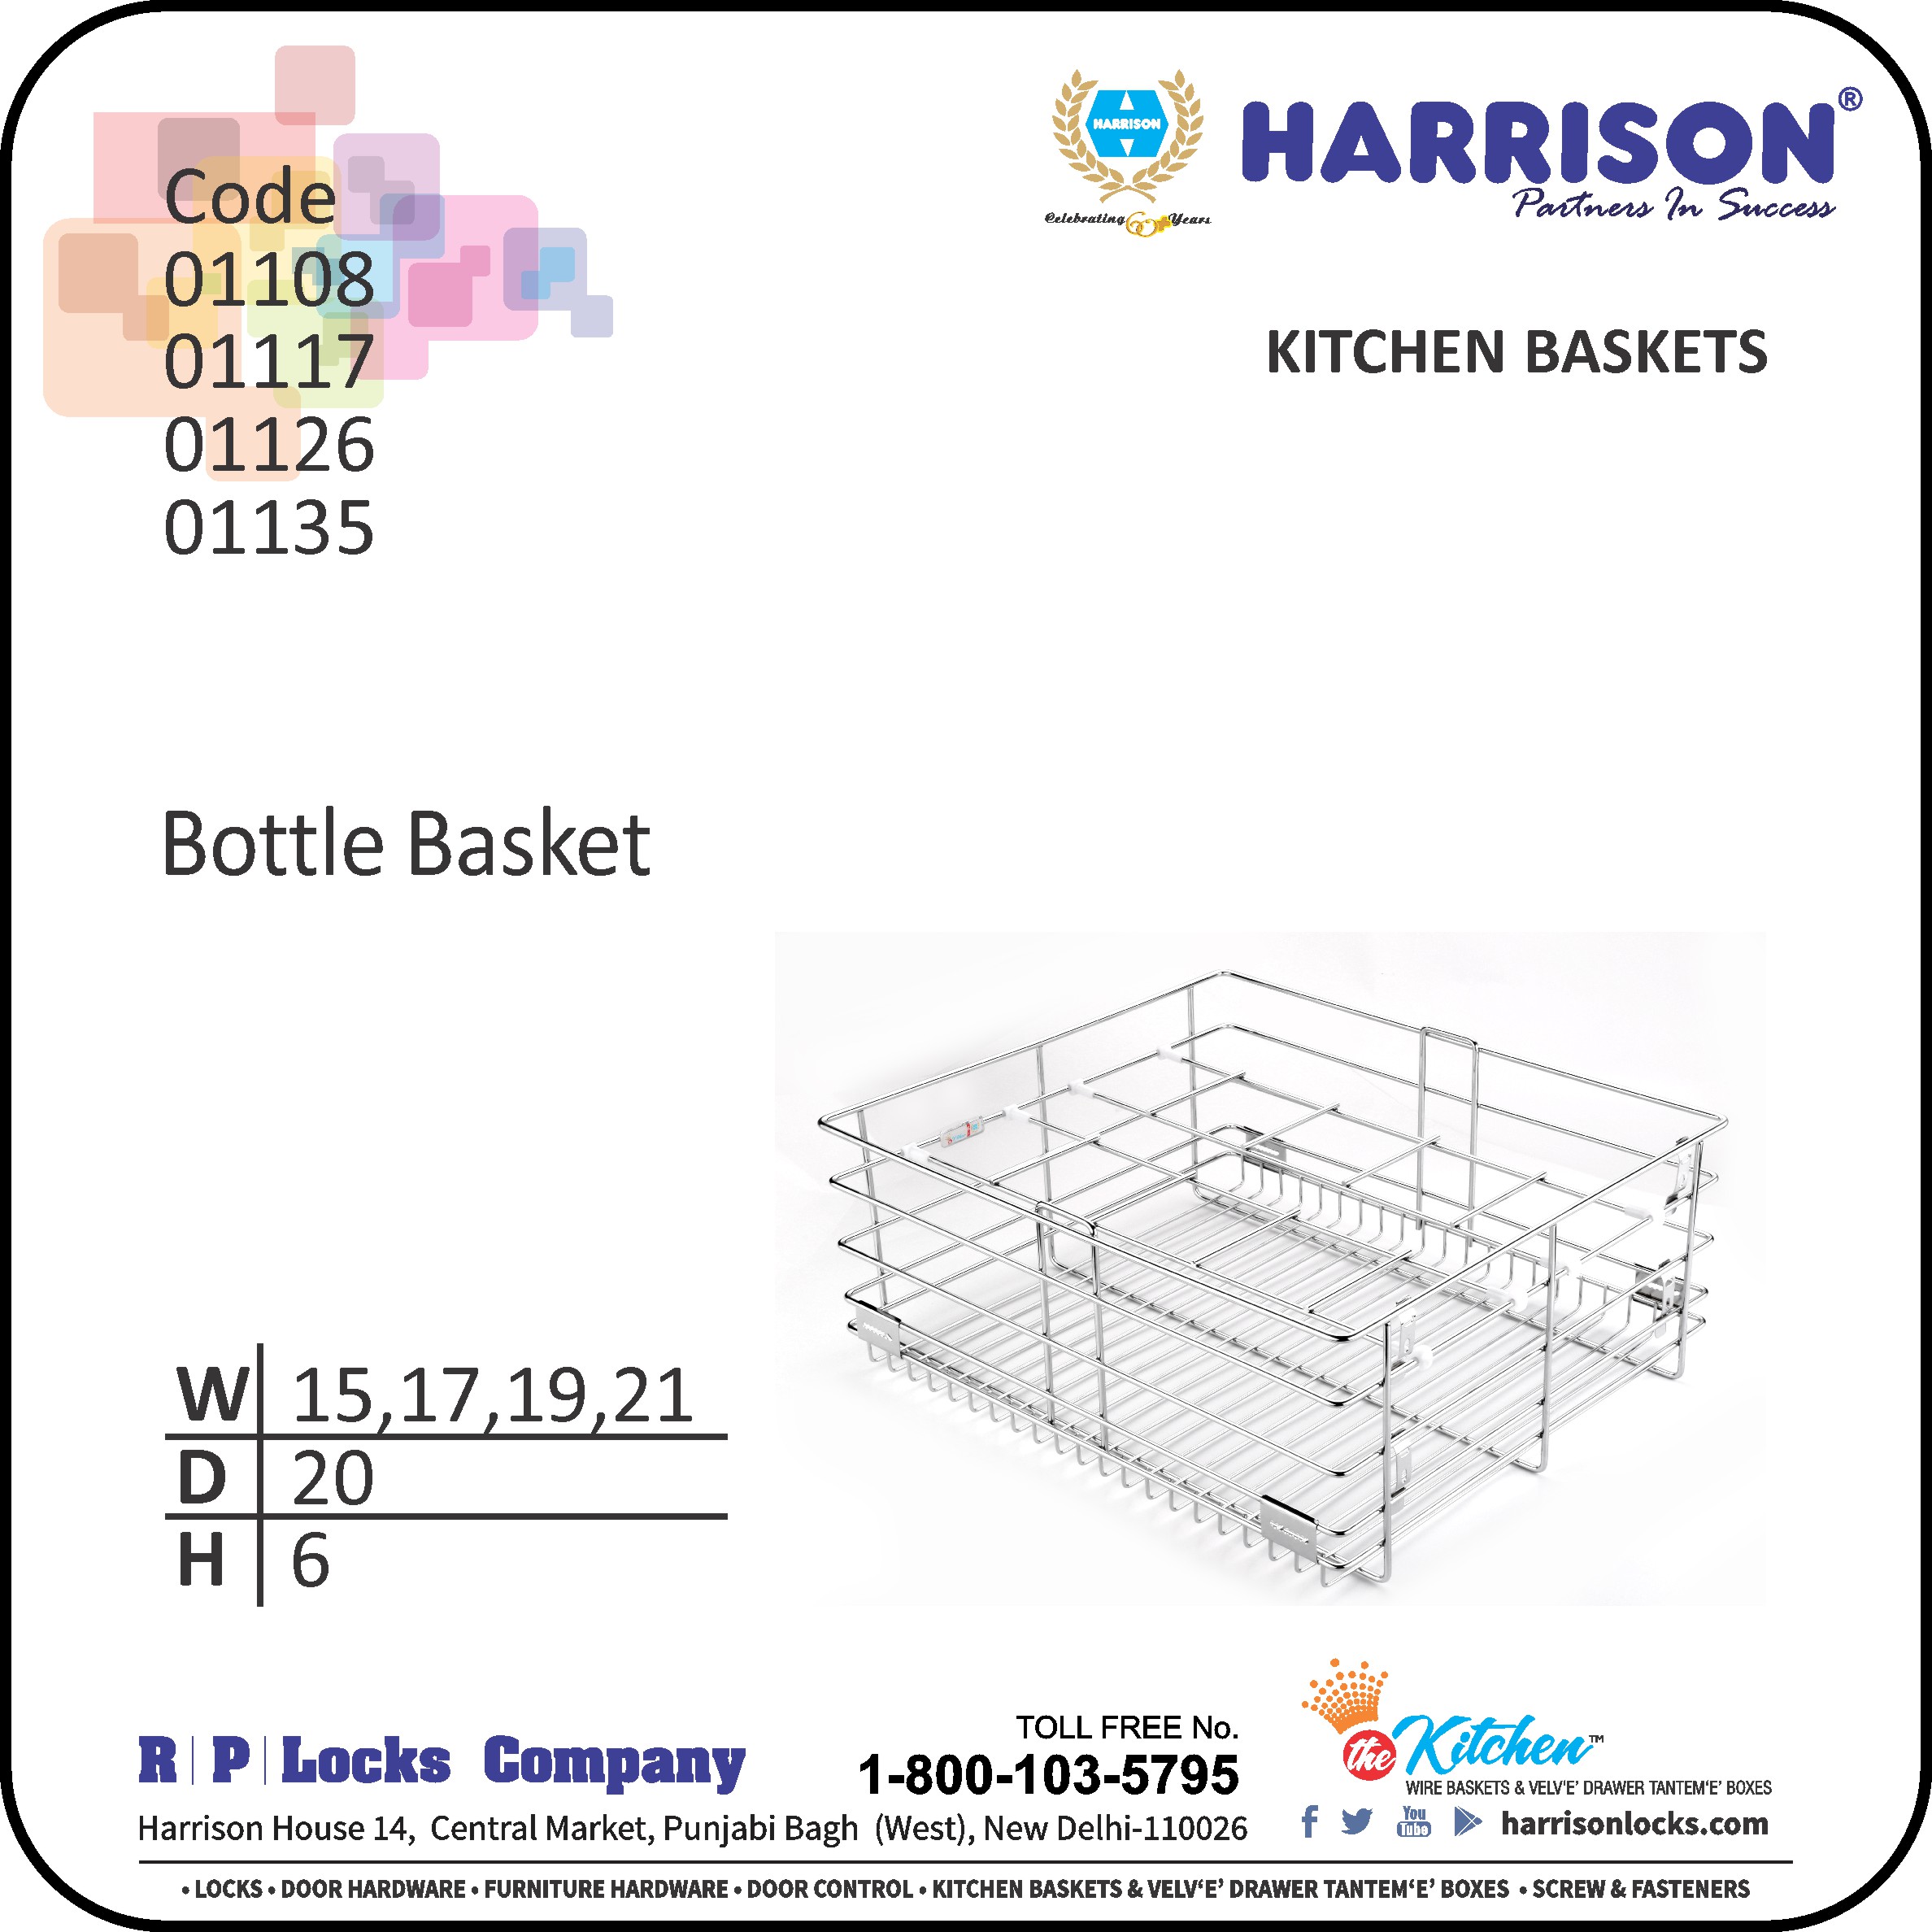 Code
01108
01117
01126
01135
HARRISON
Celebrating 60+ Years
HARRISON®
Partners In Success
KITCHEN BASKETS
Bottle Basket
W 15,17,19,21
D 20
H 6
R P Locks Company
Harrison House 14, Central Market, Punjabi Bagh (West), New Delhi-110026
TOLL FREE No.
1-800-103-5795
the Kitchen™
WIRE BASKETS & VELV'E' DRAWER TANTEM'E' BOXES
You Tube harrisonlocks.com
• LOCKS • DOOR HARDWARE • FURNITURE HARDWARE • DOOR CONTROL • KITCHEN BASKETS & VELV‘E’ DRAWER TANTEM‘E’ BOXES • SCREW & FASTENERS